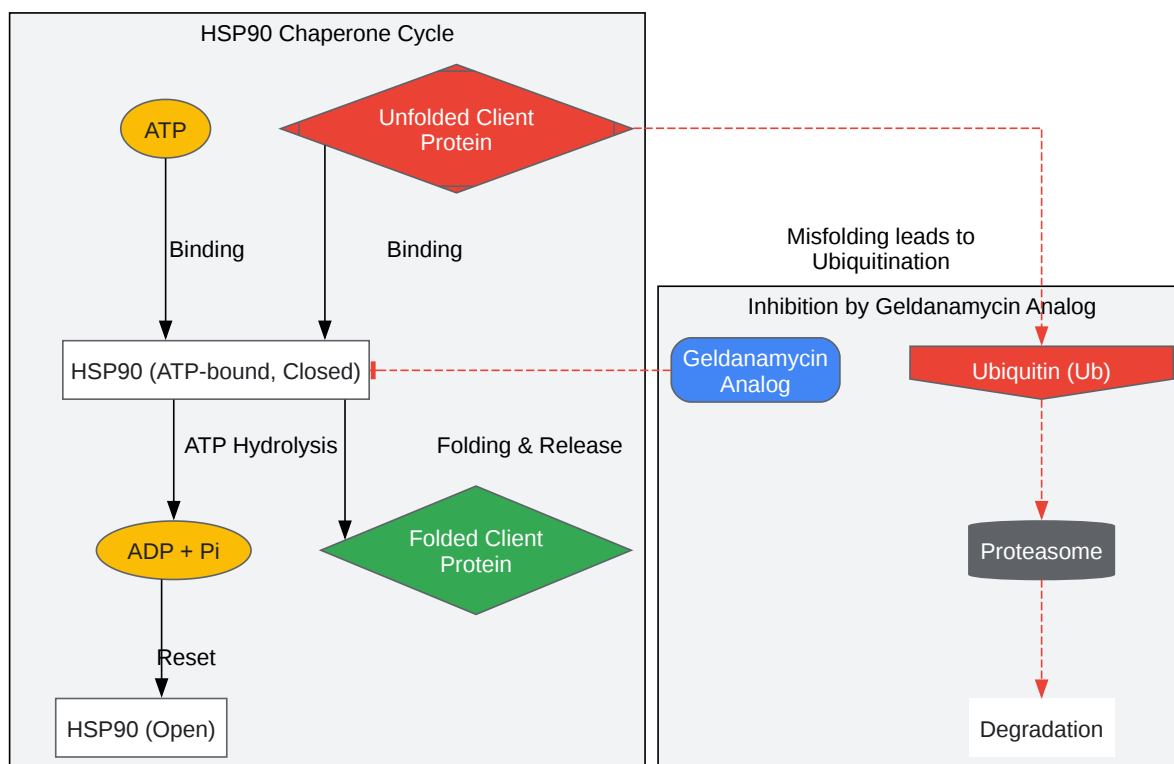 HSP90 Chaperone Cycle
ATP
Unfolded Client
Protein
Binding
Binding
Misfolding leads to
Ubiquitination
Inhibition by Geldanamycin Analog
HSP90 (ATP-bound, Closed)
Geldanamycin
Analog
Ubiquitin (Ub)
ATP Hydrolysis
Folding & Release
ADP + Pi
Folded Client
Protein
Proteasome
Reset
HSP90 (Open)
Degradation